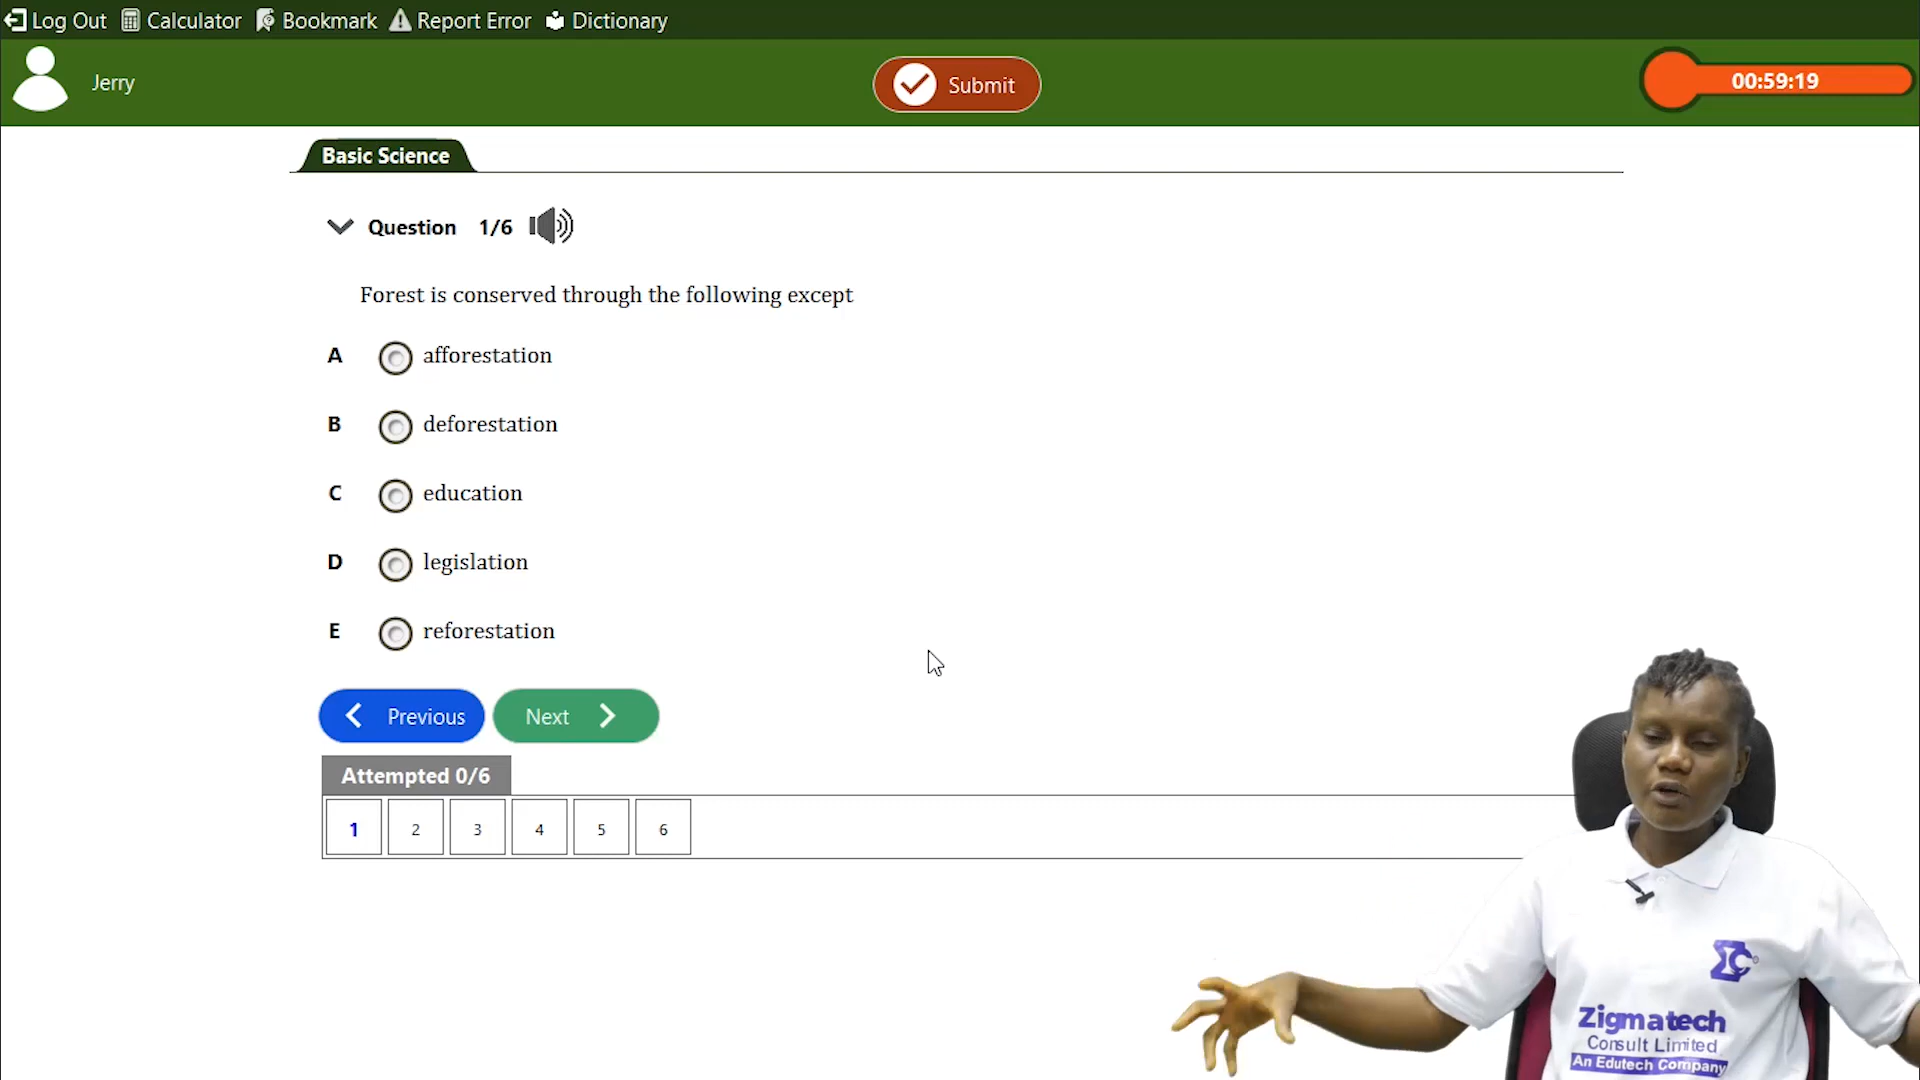 Log Out Calculator Bookmark Report Error Dictionary
Jerry
Submit
00:59:19
Basic Science
Question 1/6
Forest is conserved through the following except
A afforestation
B deforestation
C education
D legislation
E reforestation
Previous Next
Attempted 0/6
1 2 3 4 5 6
Zigmatech
Consult Limited
An Edutech Company